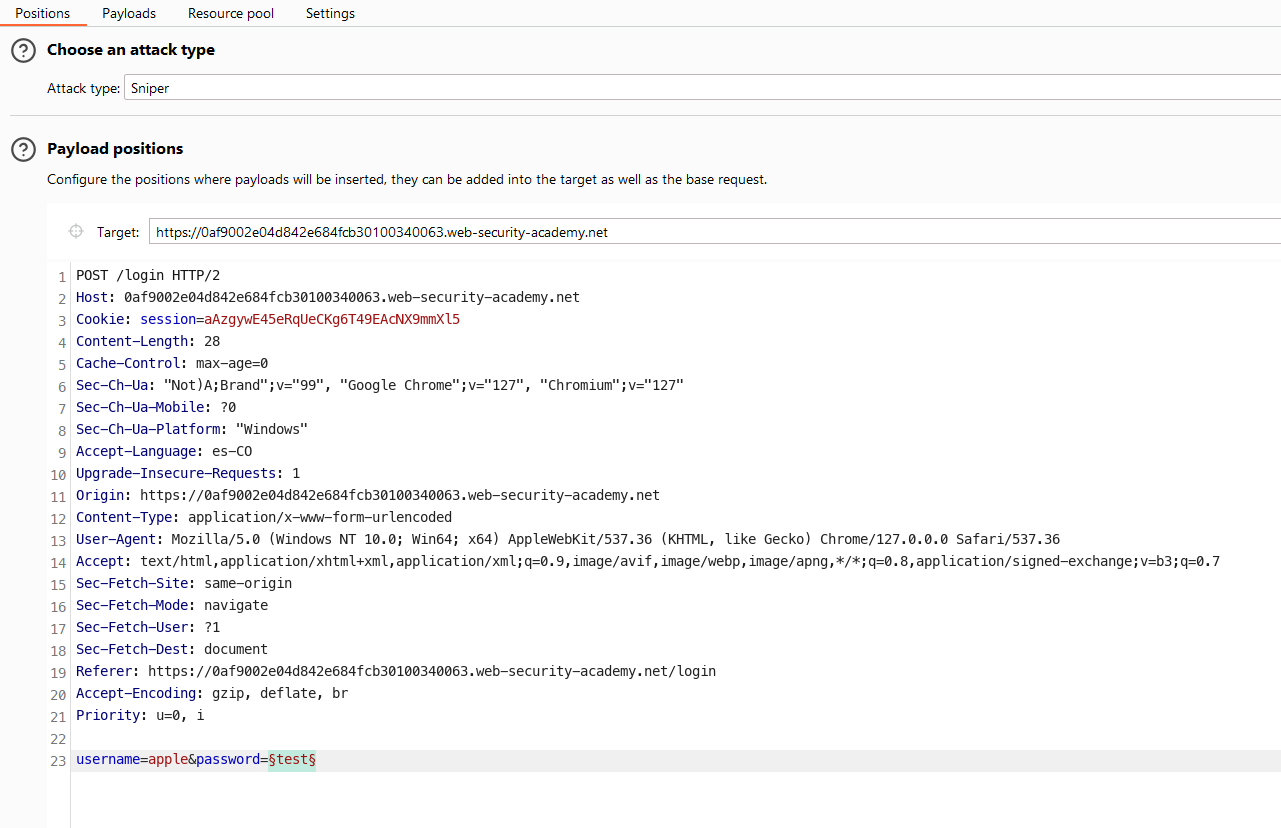 Positions Payloads Resource pool Settings
? Choose an attack type
Attack type: Sniper
? Payload positions
Configure the positions where payloads will be inserted, they can be added into the target as well as the base request.
Target: https://0af9002e04d842e684fcb30100340063.web-security-academy.net
1 POST /login HTTP/2
2 Host: 0af9002e04d842e684fcb30100340063.web-security-academy.net
3 Cookie: session=aAzgywE45eRqUeCKg6T49EAcNX9mmXl5
4 Content-Length: 28
5 Cache-Control: max-age=0
6 Sec-Ch-Ua: "Not)A;Brand";v="99", "Google Chrome";v="127", "Chromium";v="127"
7 Sec-Ch-Ua-Mobile: ?0
8 Sec-Ch-Ua-Platform: "Windows"
9 Accept-Language: es-CO
10 Upgrade-Insecure-Requests: 1
11 Origin: https://0af9002e04d842e684fcb30100340063.web-security-academy.net
12 Content-Type: application/x-www-form-urlencoded
13 User-Agent: Mozilla/5.0 (Windows NT 10.0; Win64; x64) AppleWebKit/537.36 (KHTML, like Gecko) Chrome/127.0.0.0 Safari/537.36
14 Accept: text/html,application/xhtml+xml,application/xml;q=0.9,image/avif,image/webp,image/apng,*/*;q=0.8,application/signed-exchange;v=b3;q=0.7
15 Sec-Fetch-Site: same-origin
16 Sec-Fetch-Mode: navigate
17 Sec-Fetch-User: ?1
18 Sec-Fetch-Dest: document
19 Referer: https://0af9002e04d842e684fcb30100340063.web-security-academy.net/login
20 Accept-Encoding: gzip, deflate, br
21 Priority: u=0, i
22
23 username=apple&password=§test§